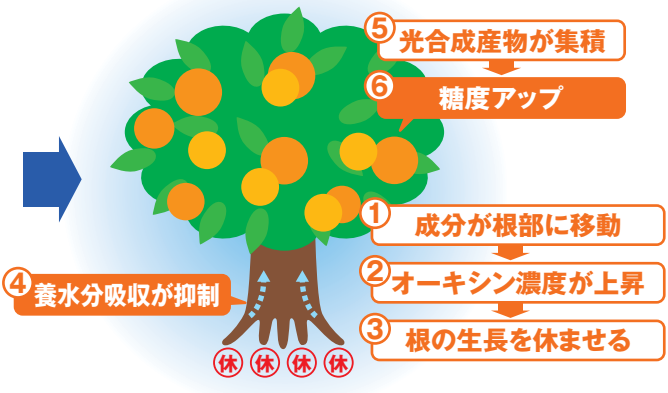 ⑤ 光合成産物が集積
⑥ 糖度アップ
① 成分が根部に移動
② オーキシン濃度が上昇
③ 根の生長を休ませる
④ 養水分吸収が抑制
休 休 休 休